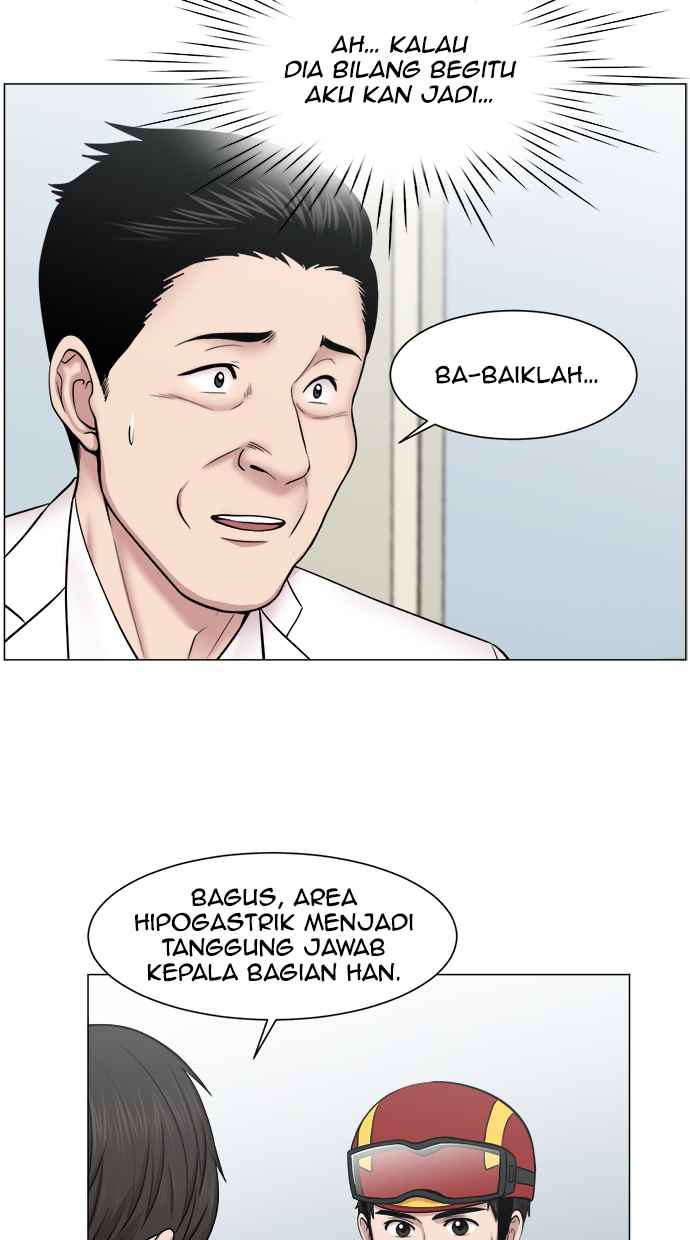 AH... KALAU
DIA BILANG BEGITU
AKU KAN JADI...
BA-BAIKLAH...
BAGUS, AREA
HIPOGASTRIK MENJADI
TANGGUNG JAWAB
KEPALA BAGIAN HAN.